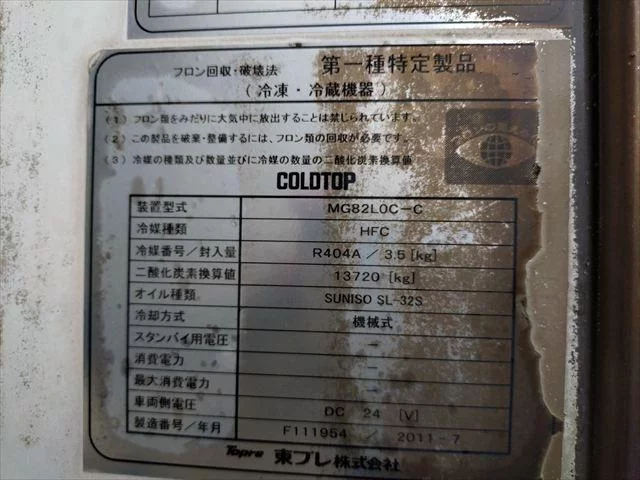 フロン回収・破壊法 第一種特定製品
(冷凍・冷蔵機器)
(1) フロン類をみだりに大気中に放出することは禁じられています。
(2) この製品を廃棄・整備するには、フロン類の回収が必要です。
(3) 冷媒の種類及び数量並びに冷媒の数量の二酸化炭素換算値
COLDTOP
装置型式 MG82LOC-C
冷媒種類 HFC
冷媒番号/封入量 R404A / 3.5 [kg]
二酸化炭素換算値 13720 [kg]
オイル種類 SUNISO SL-32S
冷却方式 機械式
スタンバイ用電圧 —
消費電力 —
最大消費電力 —
車両側電圧 DC 24 [V]
製造番号/年月 F111954 / 2011-7
Topre 東プレ株式会社